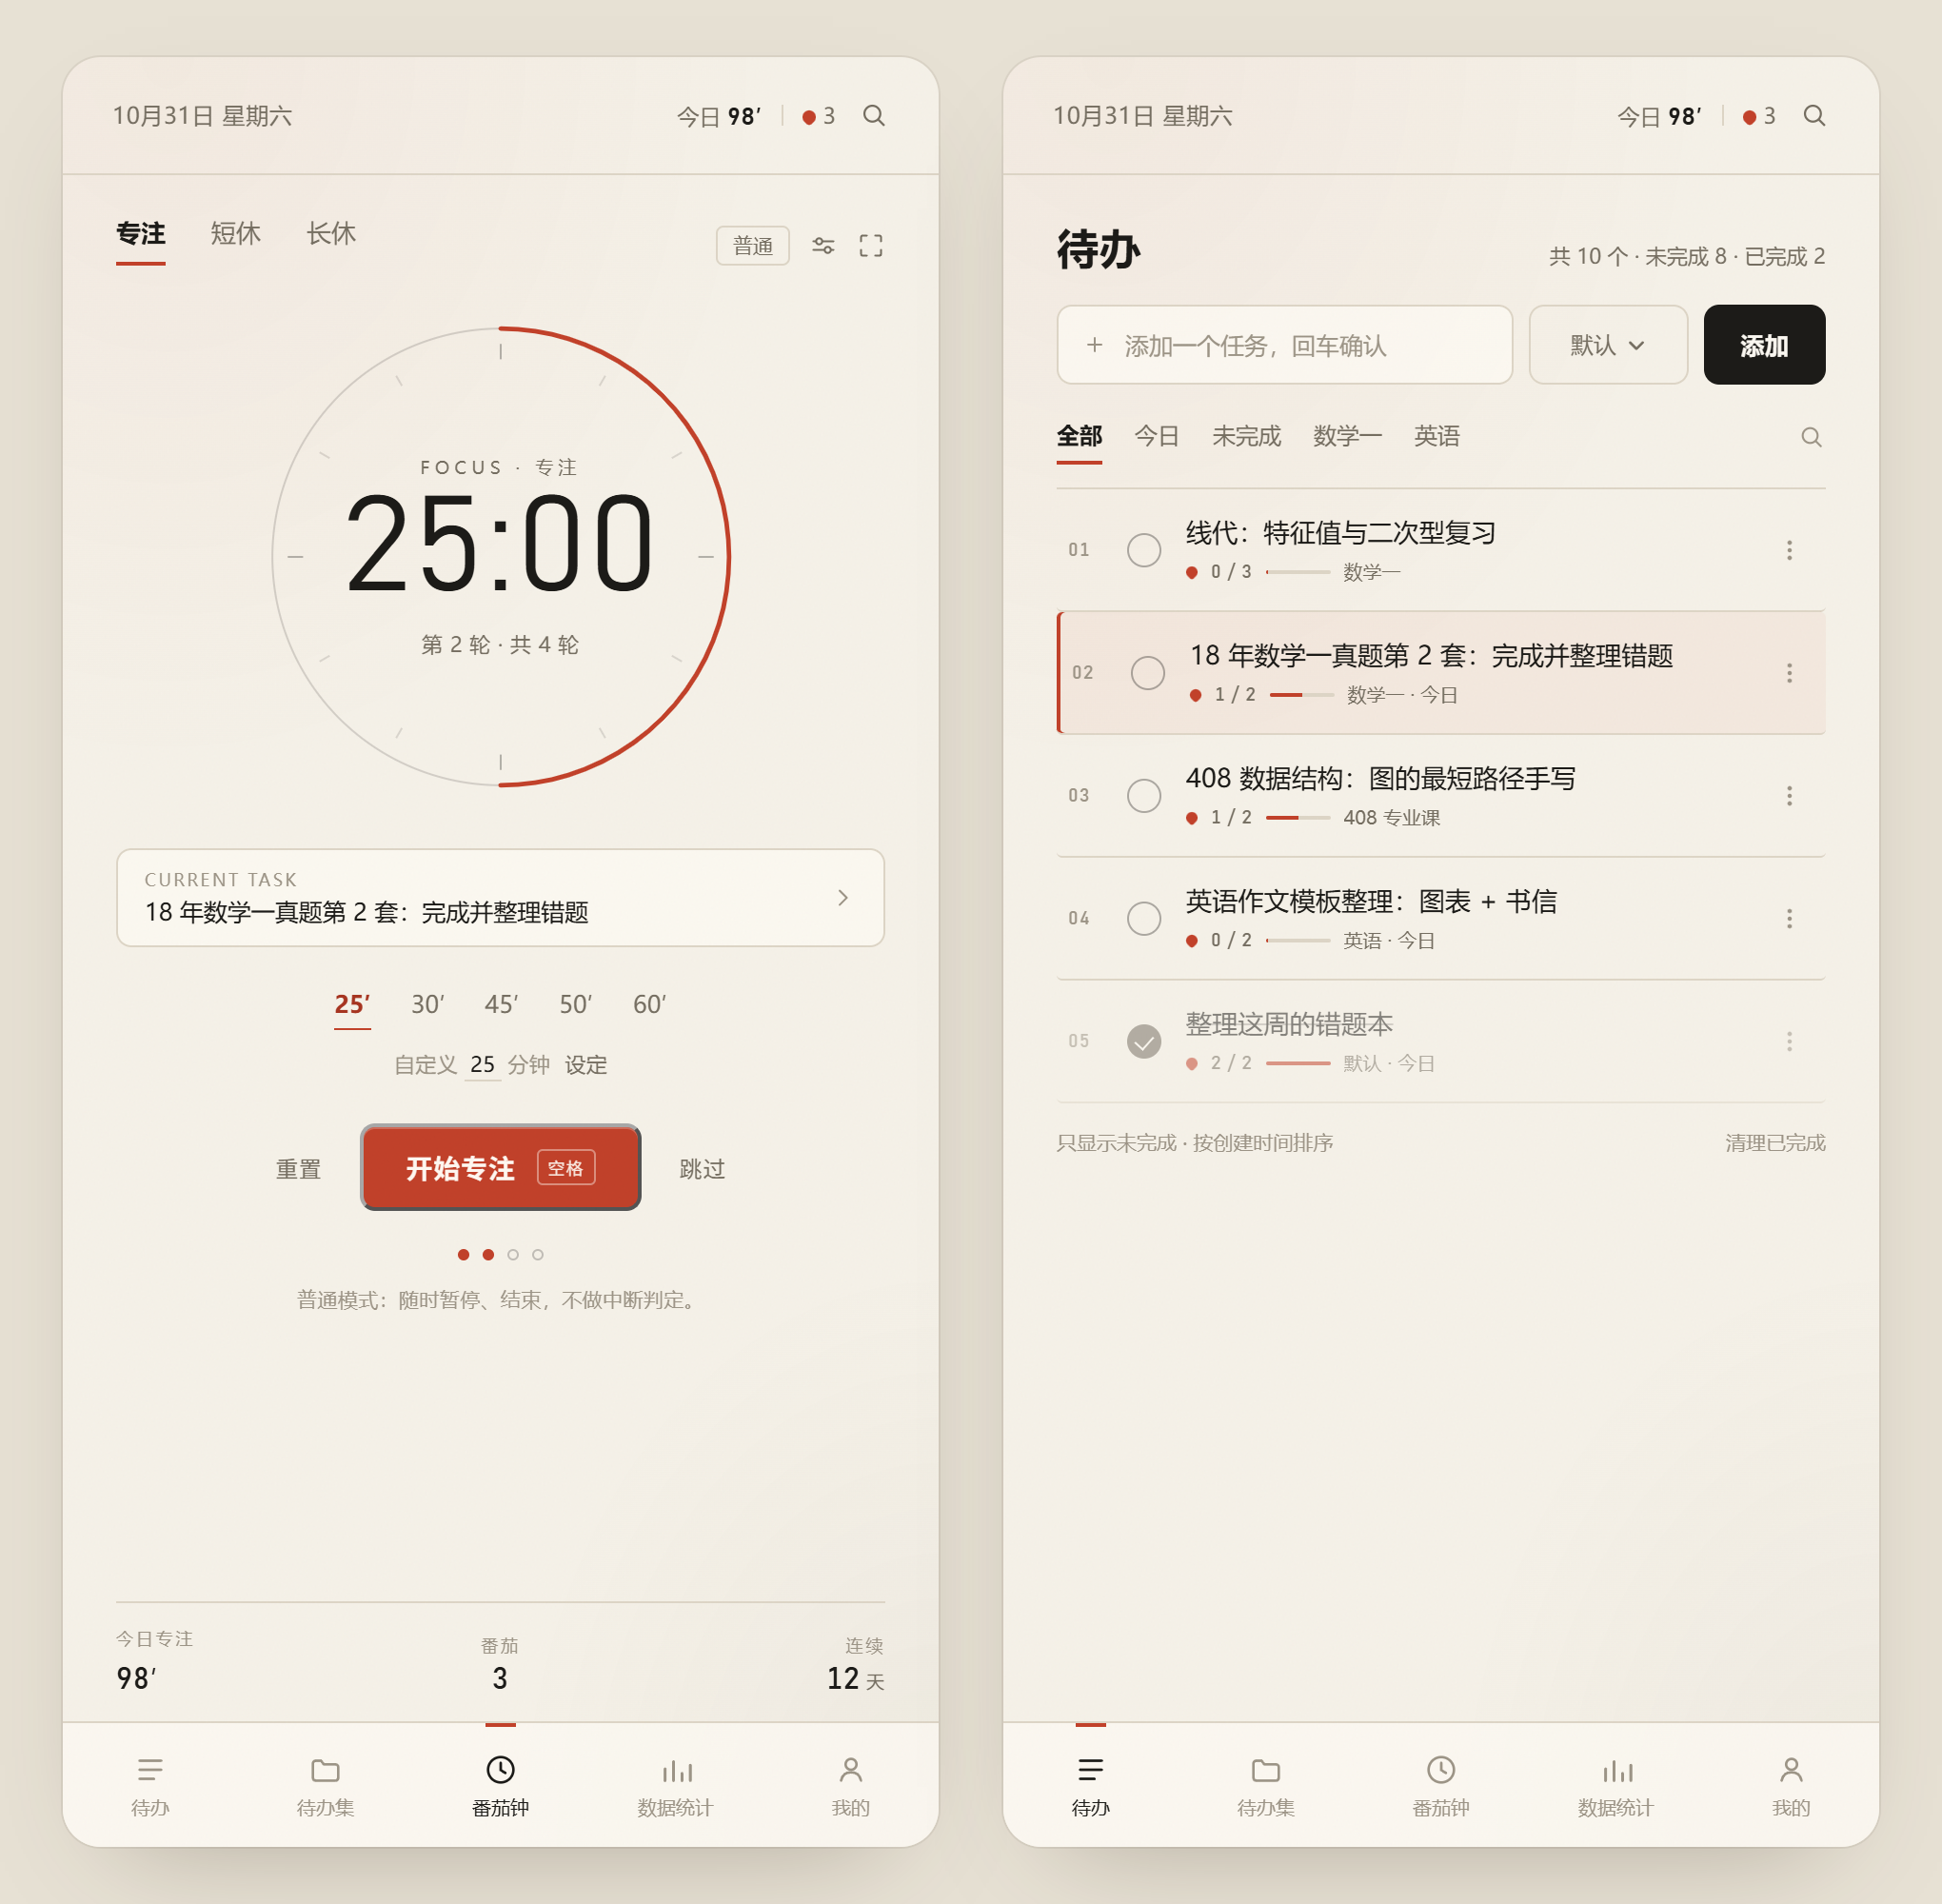 10月31日 星期六
今日 98′ 3
专注 短休 长休
普通
FOCUS · 专注
25:00
第 2 轮 · 共 4 轮
CURRENT TASK
18 年数学一真题第 2 套：完成并整理错题
25′ 30′ 45′ 50′ 60′
自定义 25 分钟 设定
重置 开始专注 空格 跳过
普通模式：随时暂停、结束，不做中断判定。
今日专注 番茄 连续
98′ 3 12 天
待办 待办集 番茄钟 数据统计 我的
10月31日 星期六
今日 98′ 3
待办
共 10 个 · 未完成 8 · 已完成 2
+ 添加一个任务，回车确认
默认
添加
全部 今日 未完成 数学一 英语
01 线代：特征值与二次型复习
0 / 3 数学一
02 18 年数学一真题第 2 套：完成并整理错题
1 / 2 数学一 · 今日
03 408 数据结构：图的最短路径手写
1 / 2 408 专业课
04 英语作文模板整理：图表 + 书信
0 / 2 英语 · 今日
05 整理这周的错题本
2 / 2 默认 · 今日
只显示未完成 · 按创建时间排序 清理已完成
待办 待办集 番茄钟 数据统计 我的